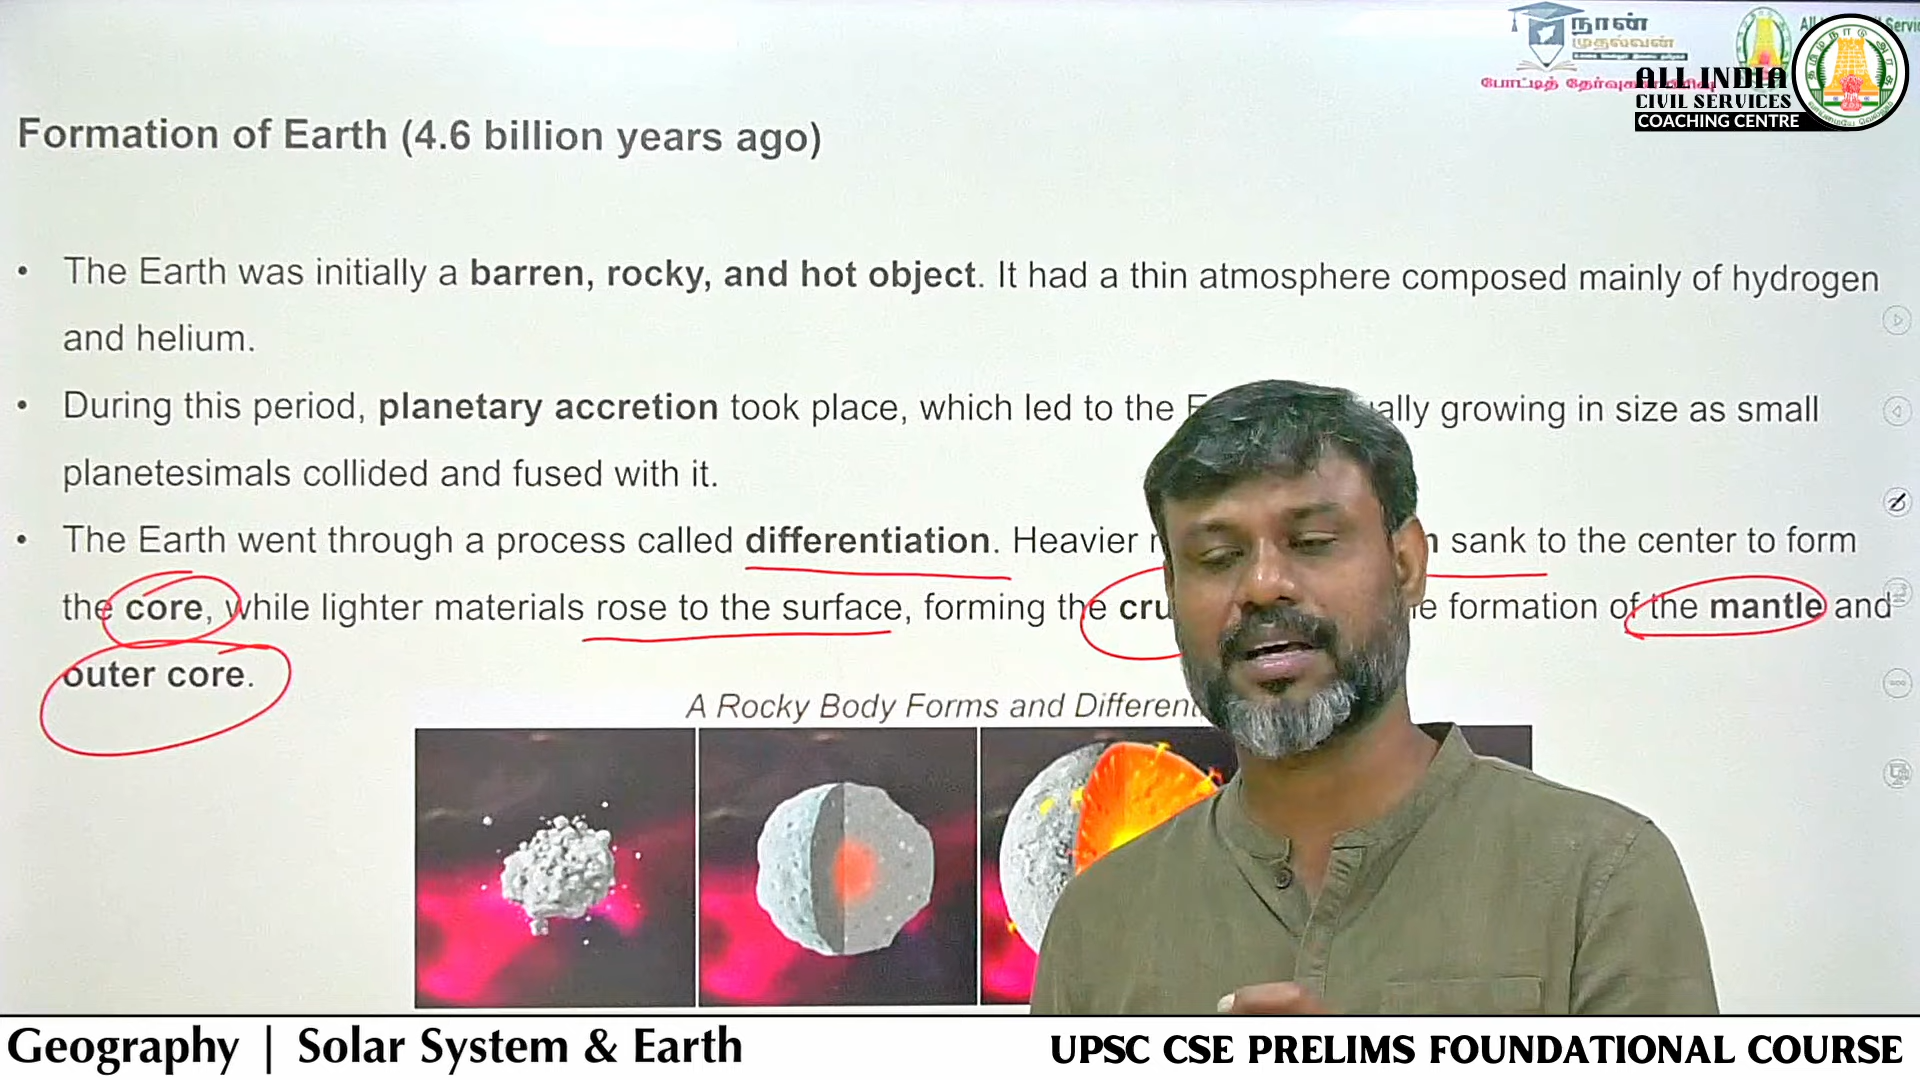 நான்
முதல்வன்
போட்டித்
ALL INDIA
CIVIL SERVICES
COACHING CENTRE
Formation of Earth (4.6 billion years ago)
• The Earth was initially a barren, rocky, and hot object. It had a thin atmosphere composed mainly of hydrogen
and helium.
• During this period, planetary accretion took place, which led to the E ally growing in size as small
planetesimals collided and fused with it.
• The Earth went through a process called differentiation. Heavier sank to the center to form
the core, while lighter materials rose to the surface, forming the cru formation of the mantle and
outer core.
A Rocky Body Forms and Different
Geography | Solar System & Earth
UPSC CSE PRELIMS FOUNDATIONAL COURSE